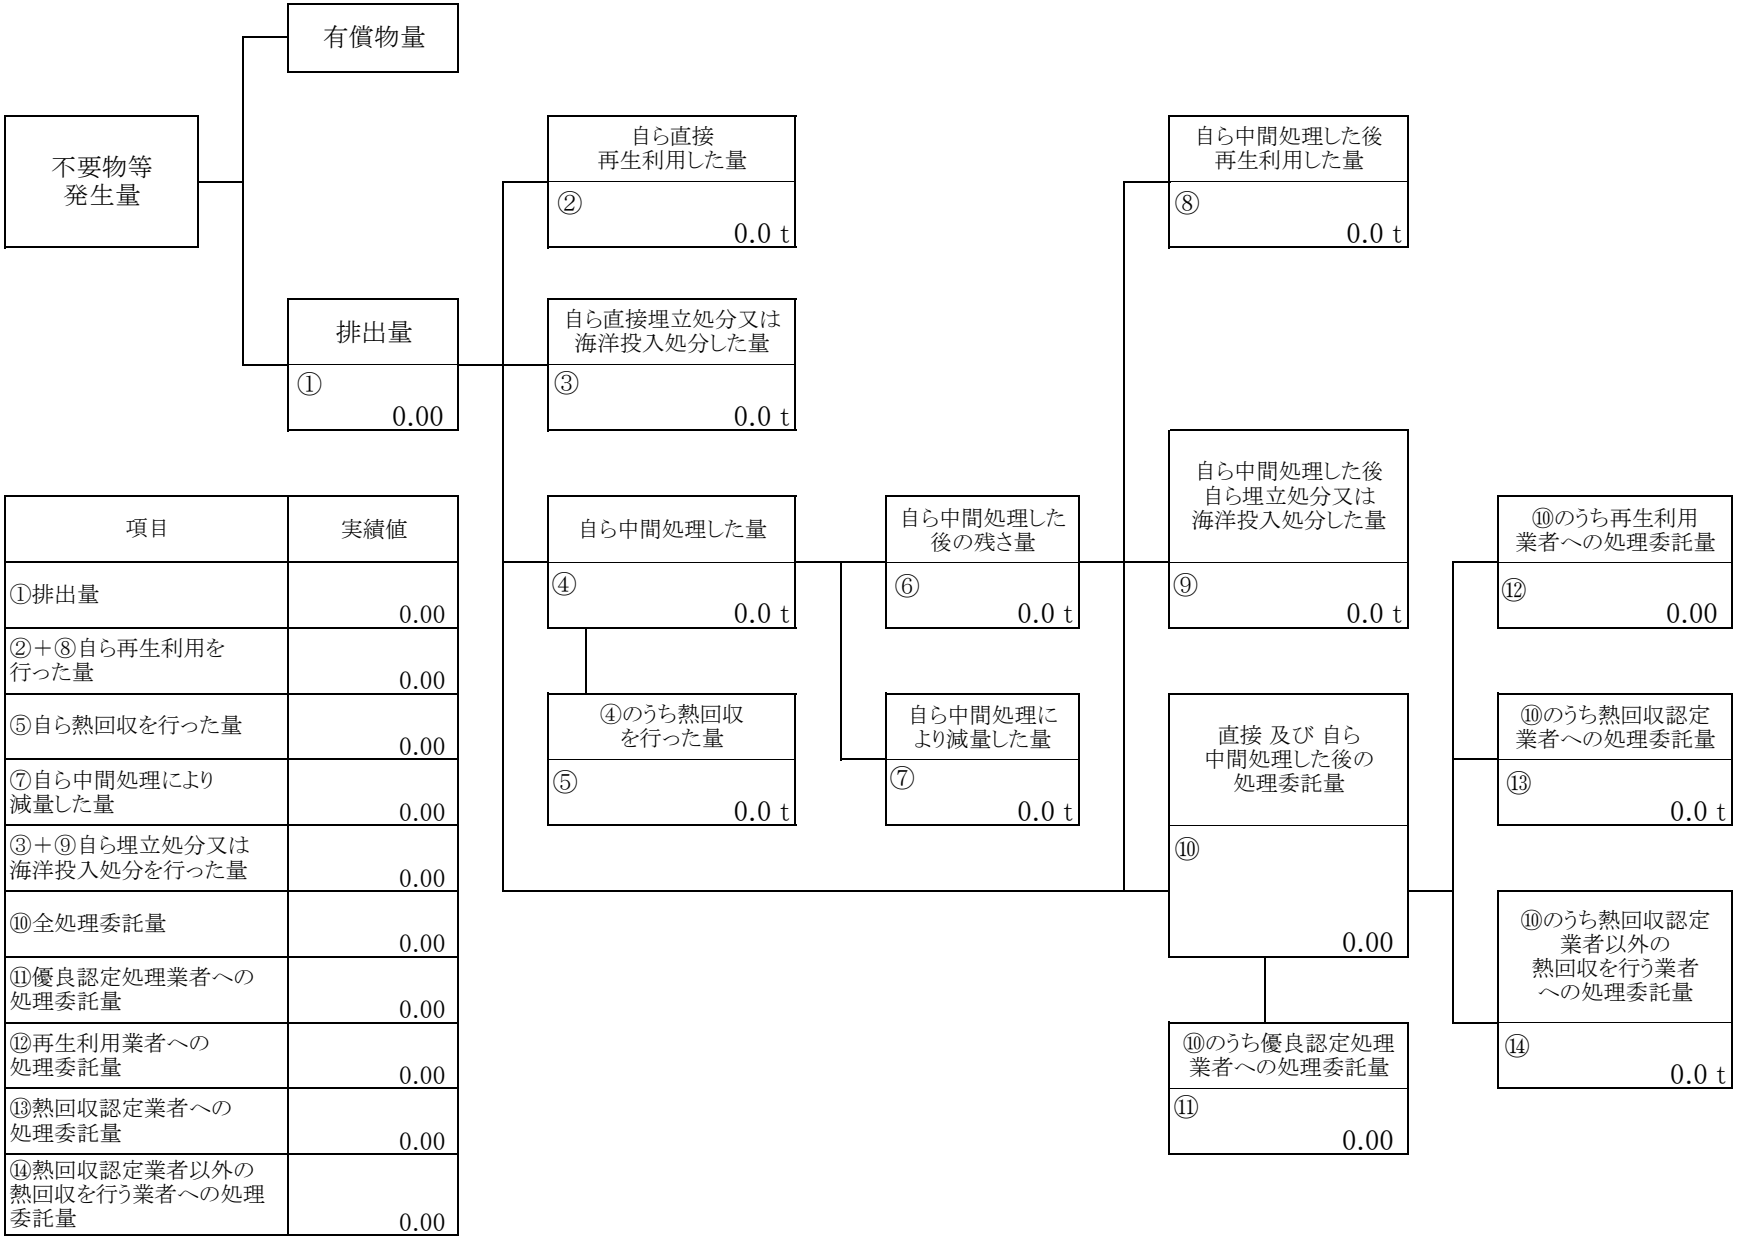 有償物量
不要物等
発生量
自ら直接
再生利用した量
②
0.0 t
自ら中間処理した後
再生利用した量
⑧
0.0 t
排出量
①
0.00
自ら直接埋立処分又は
海洋投入処分した量
③
0.0 t
自ら中間処理した量
④
0.0 t
自ら中間処理した
後の残さ量
⑥
0.0 t
自ら中間処理した後
自ら埋立処分又は
海洋投入処分した量
⑨
0.0 t
⑩のうち再生利用
業者への処理委託量
⑫
0.00
④のうち熱回収
を行った量
⑤
0.0 t
自ら中間処理に
より減量した量
⑦
0.0 t
直接 及び 自ら
中間処理した後の
処理委託量
⑩
0.00
⑩のうち熱回収認定
業者への処理委託量
⑬
0.0 t
⑩のうち熱回収認定
業者以外の
熱回収を行う業者
への処理委託量
⑭
0.0 t
⑩のうち優良認定処理
業者への処理委託量
⑪
0.00
項目 実績値
①排出量
0.00
②＋⑧自ら再生利用を
行った量
0.00
⑤自ら熱回収を行った量
0.00
⑦自ら中間処理により
減量した量
0.00
③＋⑨自ら埋立処分又は
海洋投入処分を行った量
0.00
⑩全処理委託量
0.00
⑪優良認定処理業者への
処理委託量
0.00
⑫再生利用業者への
処理委託量
0.00
⑬熱回収認定業者への
処理委託量
0.00
⑭熱回収認定業者以外の
熱回収を行う業者への処理
委託量
0.00